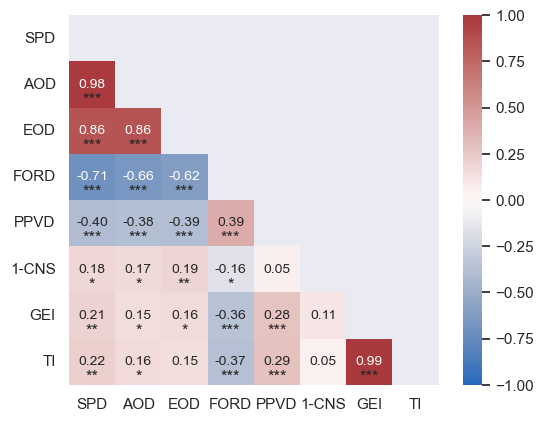 SPD
AOD 0.98
***
EOD 0.86 0.86
*** ***
FORD -0.71 -0.66 -0.62
*** *** ***
PPVD -0.40 -0.38 -0.39 0.39
*** *** *** ***
1-CNS 0.18 0.17 0.19 -0.16 0.05
* * ** *
GEI 0.21 0.15 0.16 -0.36 0.28 0.11
** * * *** ***
TI 0.22 0.16 0.15 -0.37 0.29 0.05 0.99
** * *** *** ***
SPD AOD EOD FORD PPVD 1-CNS GEI TI
1.00
0.75
0.50
0.25
0.00
−0.25
−0.50
−0.75
−1.00